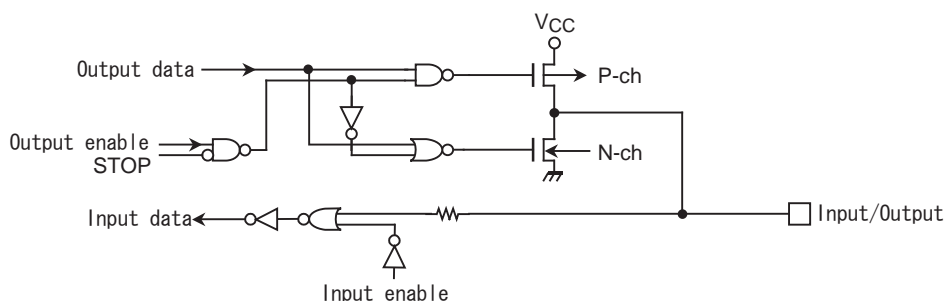 VCC
Output data
P-ch
Output enable
STOP
N-ch
Input data
Input/Output
Input enable